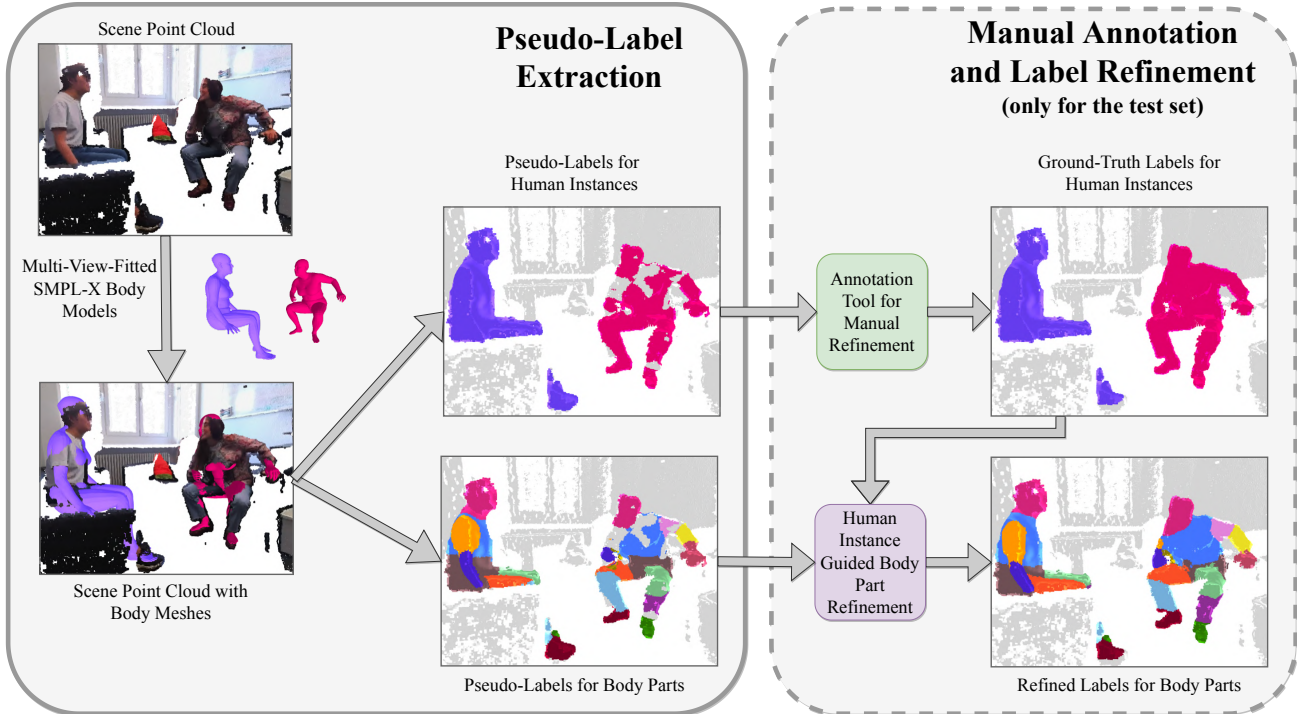 Scene Point Cloud
Pseudo-Label
Extraction
Multi-View-Fitted
SMPL-X Body
Models
Scene Point Cloud with
Body Meshes
Pseudo-Labels for
Human Instances
Pseudo-Labels for Body Parts
Manual Annotation
and Label Refinement
(only for the test set)
Annotation
Tool for
Manual
Refinement
Ground-Truth Labels for
Human Instances
Human
Instance
Guided Body
Part
Refinement
Refined Labels for Body Parts